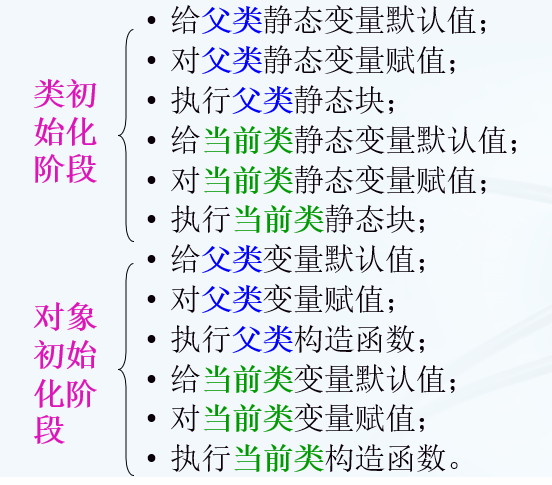 类初
始化
阶段
• 给父类静态变量默认值；
• 对父类静态变量赋值；
• 执行父类静态块；
• 给当前类静态变量默认值；
• 对当前类静态变量赋值；
• 执行当前类静态块；
对象
初始
化阶
段
• 给父类变量默认值；
• 对父类变量赋值；
• 执行父类构造函数；
• 给当前类变量默认值；
• 对当前类变量赋值；
• 执行当前类构造函数。